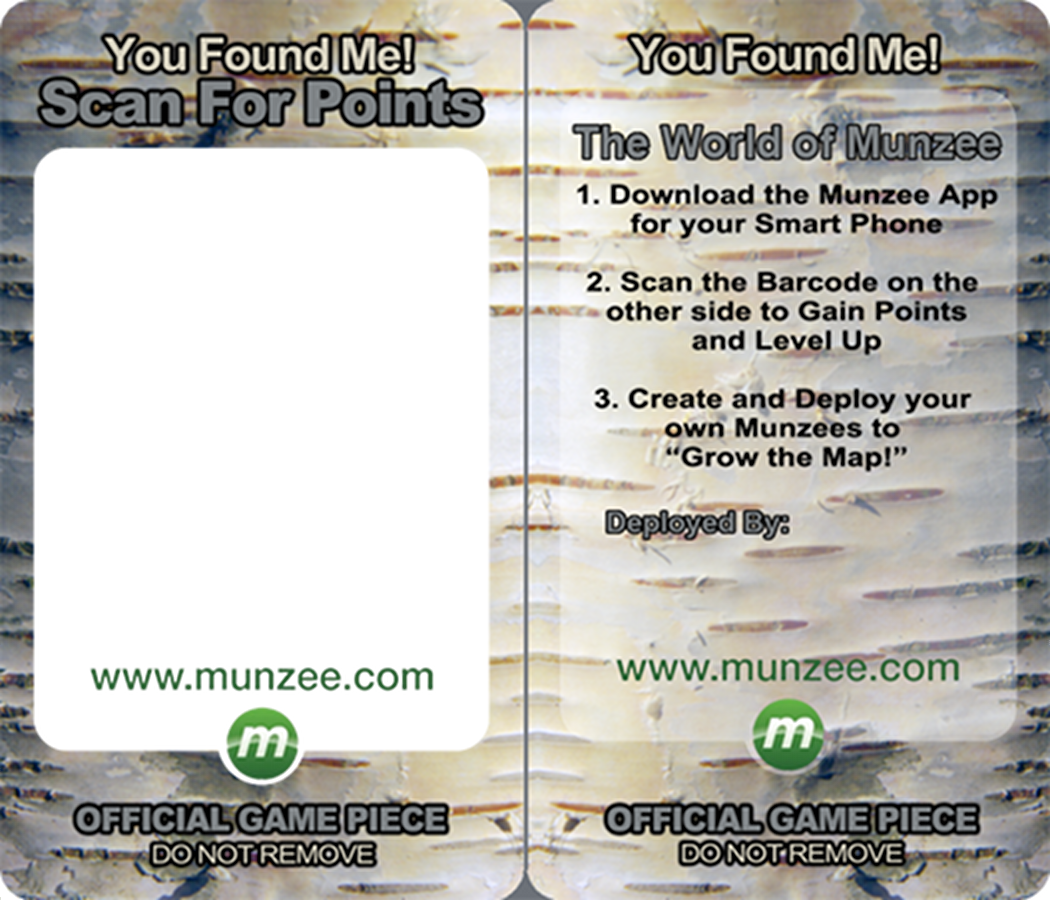 You Found Me!
Scan For Points
www.munzee.com
m
OFFICIAL GAME PIECE
DO NOT REMOVE
You Found Me!
The World of Munzee
1. Download the Munzee App
for your Smart Phone
2. Scan the Barcode on the
other side to Gain Points
and Level Up
3. Create and Deploy your
own Munzees to
“Grow the Map!”
Deployed By:
www.munzee.com
m
OFFICIAL GAME PIECE
DO NOT REMOVE